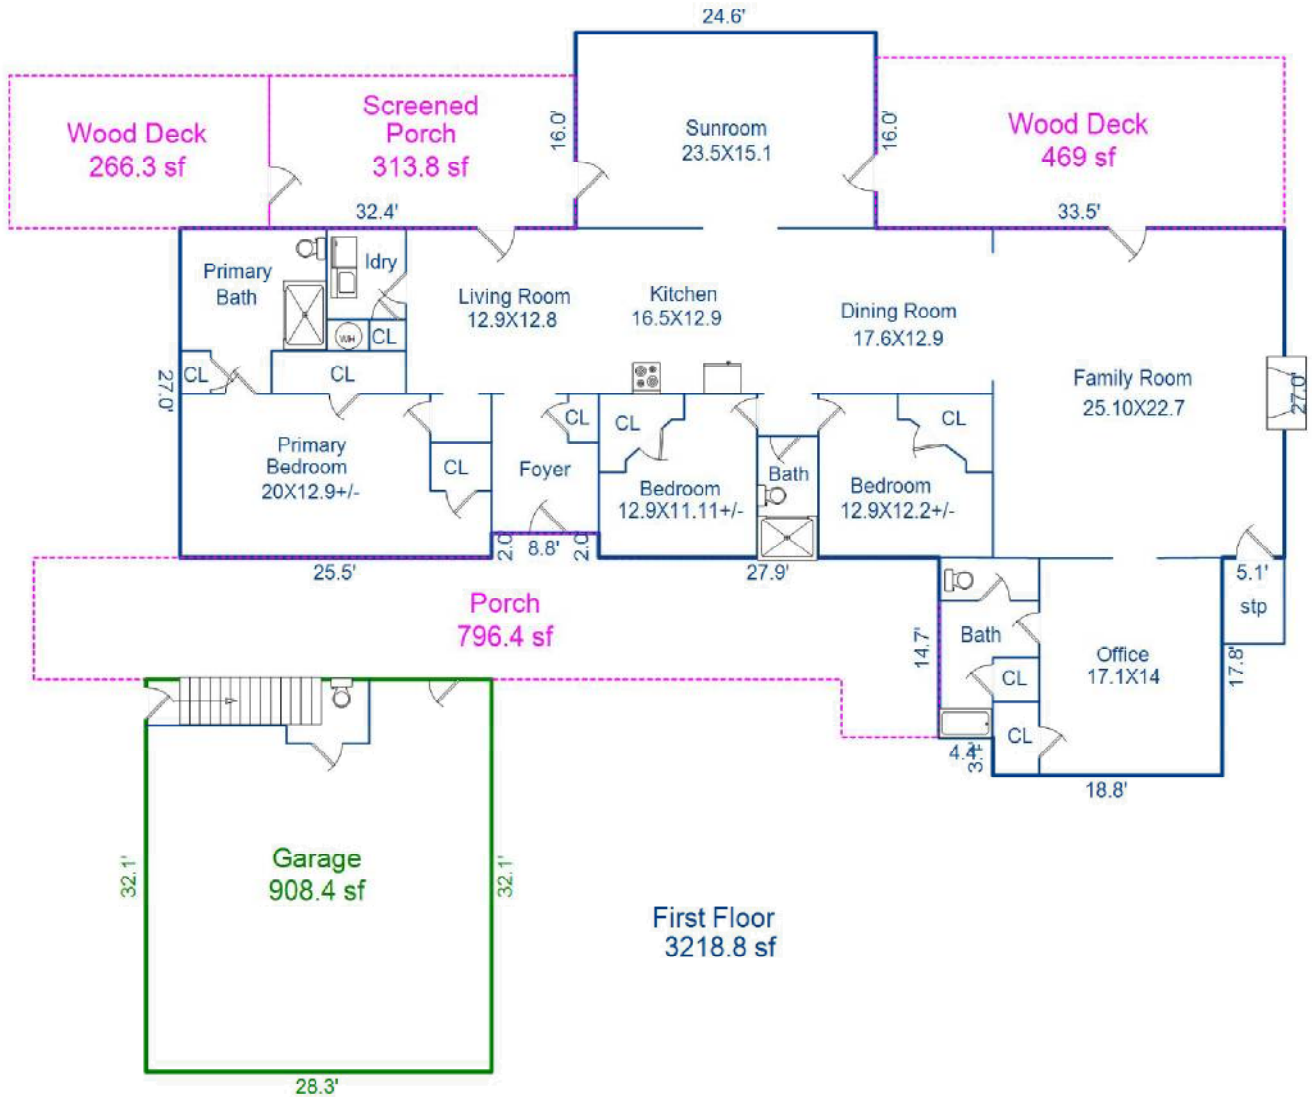 24.6'
Wood Deck
266.3 sf
Screened
Porch
313.8 sf
16.0'
Sunroom
23.5X15.1
16.0'
Wood Deck
469 sf
32.4'
33.5'
Primary
Bath
ldry
WH
CL
Living Room
12.9X12.8
Kitchen
16.5X12.9
Dining Room
17.6X12.9
Family Room
25.10X22.7
27.0'
27.0'
CL
CL
Primary
Bedroom
20X12.9+/-
CL
CL
Foyer
CL
Bedroom
12.9X11.11+/-
Bath
CL
Bedroom
12.9X12.2+/-
25.5'
2.0
8.8'
2.0
27.9'
5.1'
stp
Porch
796.4 sf
14.7'
Bath
CL
CL
Office
17.1X14
17.8'
4.4'
3.1'
18.8'
32.1'
Garage
908.4 sf
32.1'
28.3'
First Floor
3218.8 sf